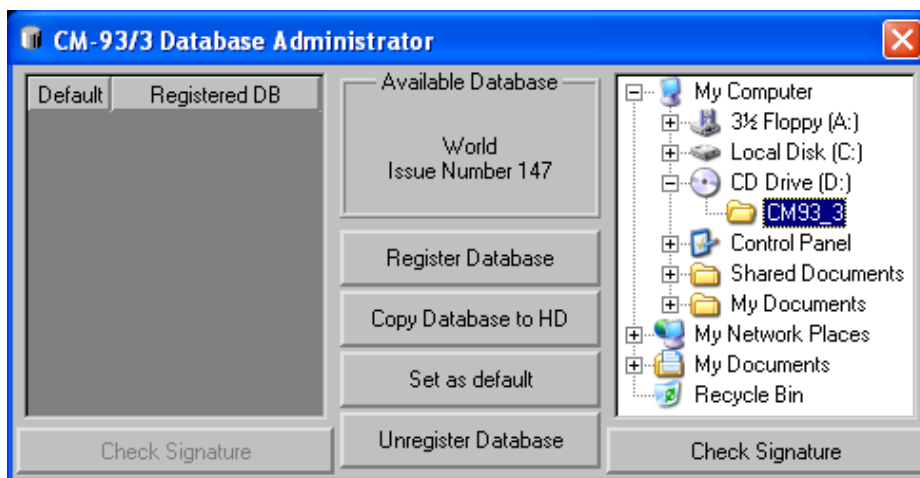 CM-93/3 Database Administrator
Default Registered DB
Check Signature
Available Database
World
Issue Number 147
Register Database
Copy Database to HD
Set as default
Unregister Database
My Computer
3½ Floppy (A:)
Local Disk (C:)
CD Drive (D:)
CM93_3
Control Panel
Shared Documents
My Documents
My Network Places
My Documents
Recycle Bin
Check Signature